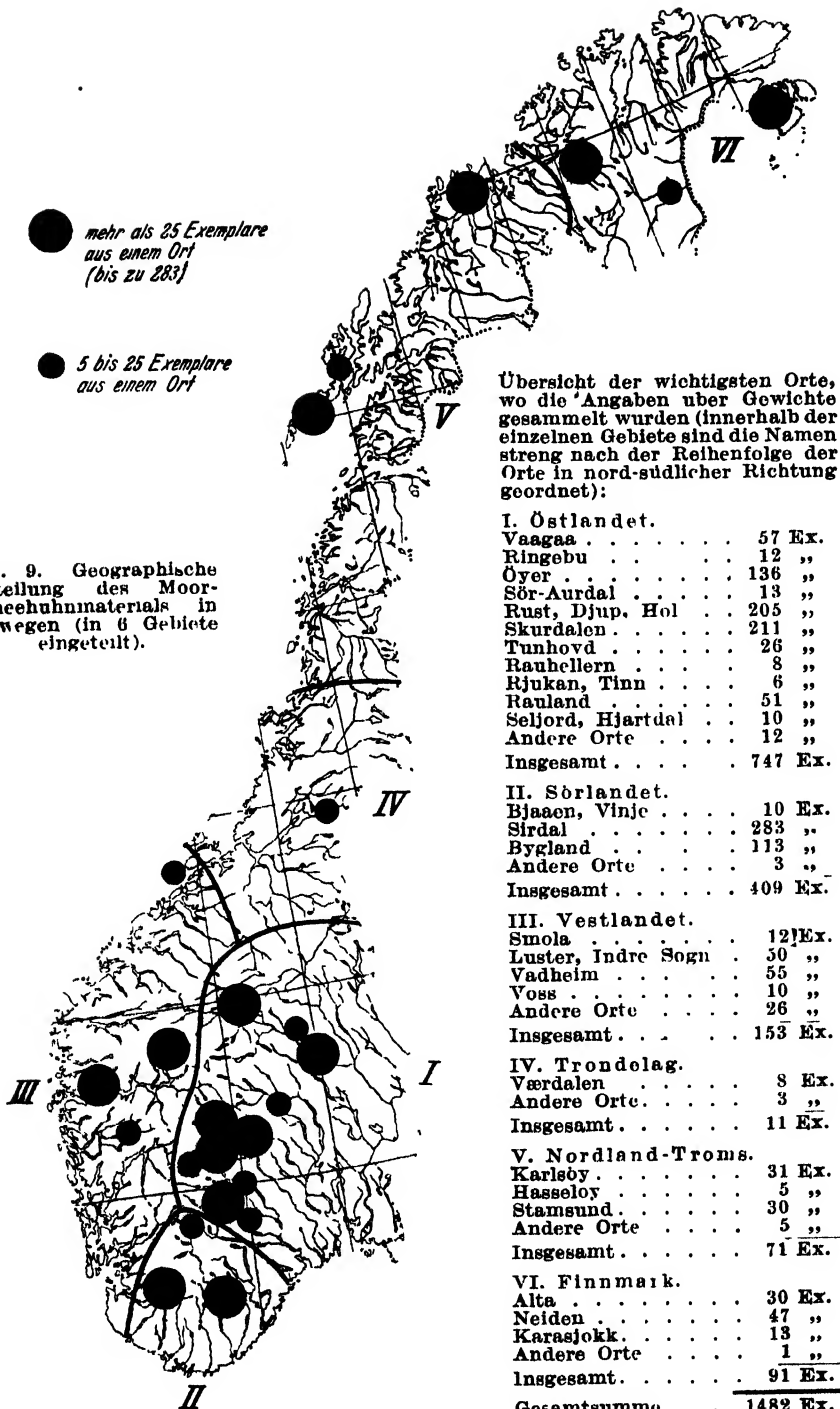 mehr als 25 Exemplare
aus einem Ort
(bis zu 283)
5 bis 25 Exemplare
aus einem Ort
VI
V
IV
I
III
II
. 9. Geographische
teilung des Moor-
neehuhnmaterials in
wegen (in 6 Gebiete
eingeteilt).
Übersicht der wichtigsten Orte,
wo die Angaben uber Gewichte
gesammelt wurden (innerhalb der
einzelnen Gebiete sind die Namen
streng nach der Reihenfolge der
Orte in nord-südlicher Richtung
geordnet):
I. Östlandet.
Vaagaa . . . . . . . 57 Ex.
Ringebu . . . . . 12 „
Öyer . . . . . . . . . 136 „
Sör-Aurdal . . . . . 13 „
Rust, Djup, Hol . . 205 „
Skurdalen . . . . . . 211 „
Tunhovd . . . . . . 26 „
Rauhellern . . . . 8 „
Rjukan, Tinn . . . . 6 „
Rauland . . . . . . 51 „
Seljord, Hjartdal . . 10 „
Andere Orte . . . . 12 „
Insgesamt . . . . . 747 Ex.
II. Sörlandet.
Bjaaen, Vinje . . . . 10 Ex.
Sirdal . . . . . . . 283 „
Bygland . . . . . . 113 „
Andere Orte . . . . 3 „
Insgesamt . . . . . . 409 Ex.
III. Vestlandet.
Smola . . . . . . . 12 Ex.
Luster, Indre Sogn . 50 „
Vadheim . . . . . 55 „
Voss . . . . . . . . 10 „
Andere Orte . . . 26 „
Insgesamt . . . . . 153 Ex.
IV. Trondelag.
Værdalen . . . . . 8 Ex.
Andere Orte. . . . . 3 „
Insgesamt . . . . . . 11 Ex.
V. Nordland-Troms.
Karlsöy . . . . . . . 31 Ex.
Hasseloy . . . . . . 5 „
Stamsund . . . . . . 30 „
Andere Orte . . . . 5 „
Insgesamt . . . . . . 71 Ex.
VI. Finnmark.
Alta . . . . . . . . 30 Ex.
Neiden . . . . . . . 47 „
Karasjokk . . . . . . 13 „
Andere Orte . . . . 1 „
Insgesamt . . . . . . 91 Ex.
Gesamtsumme . 1482 Ex.